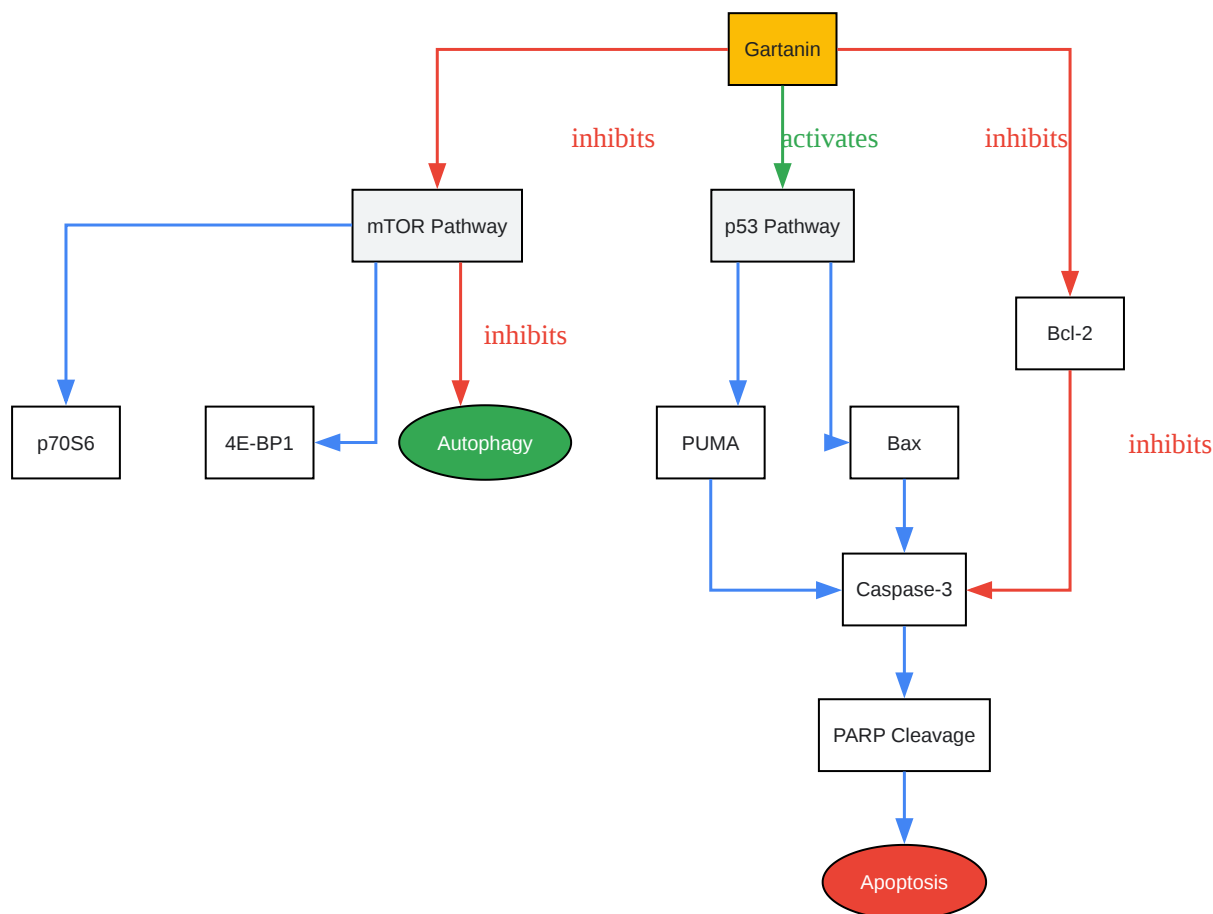 Gartanin
inhibits
activates
inhibits
mTOR Pathway
p53 Pathway
inhibits
Bcl-2
p70S6
4E-BP1
Autophagy
PUMA
Bax
inhibits
Caspase-3
PARP Cleavage
Apoptosis